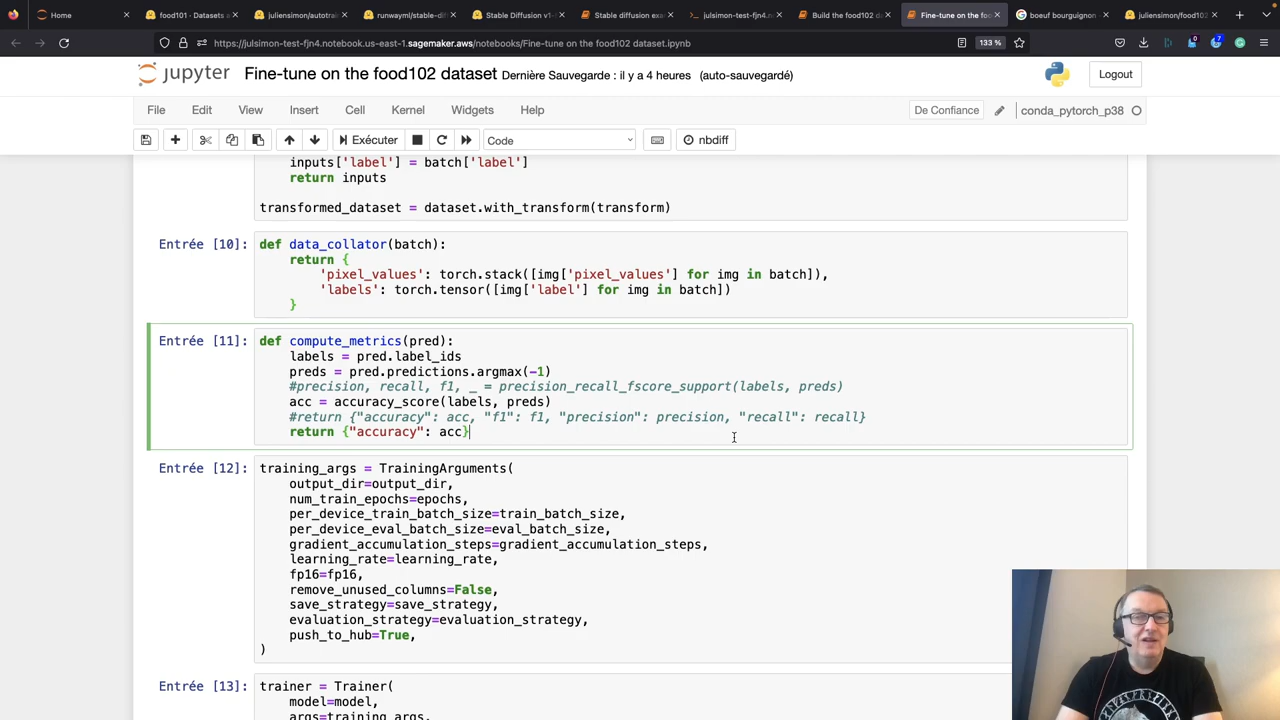 Home
food101 · Datasets a
juliensimon/autotrai
runwayml/stable-dif
Stable Diffusion v1-
Stable diffusion exa
julsimon-test-fjn4.n
Build the food102 da
Fine-tune on the foo
boeuf bourguignon
juliensimon/food102
https://julsimon-test-fjn4.notebook.us-east-1.sagemaker.aws/notebooks/Fine-tune on the food102 dataset.ipynb
133 %
jupyter Fine-tune on the food102 dataset Dernière Sauvegarde : il y a 4 heures (auto-sauvegardé)
Logout
File Edit View Insert Cell Kernel Widgets Help
De Confiance
conda_pytorch_p38
Exécuter
Code
nbdiff
inputs['label'] = batch['label']
return inputs
transformed_dataset = dataset.with_transform(transform)
Entrée [10]: def data_collator(batch):
return {
'pixel_values': torch.stack([img['pixel_values'] for img in batch]),
'labels': torch.tensor([img['label'] for img in batch])
}
Entrée [11]: def compute_metrics(pred):
labels = pred.label_ids
preds = pred.predictions.argmax(-1)
#precision, recall, f1, _ = precision_recall_fscore_support(labels, preds)
acc = accuracy_score(labels, preds)
#return {"accuracy": acc, "f1": f1, "precision": precision, "recall": recall}
return {"accuracy": acc}
Entrée [12]: training_args = TrainingArguments(
output_dir=output_dir,
num_train_epochs=epochs,
per_device_train_batch_size=train_batch_size,
per_device_eval_batch_size=eval_batch_size,
gradient_accumulation_steps=gradient_accumulation_steps,
learning_rate=learning_rate,
fp16=fp16,
remove_unused_columns=False,
save_strategy=save_strategy,
evaluation_strategy=evaluation_strategy,
push_to_hub=True,
)
Entrée [13]: trainer = Trainer(
model=model,
args=training_args,